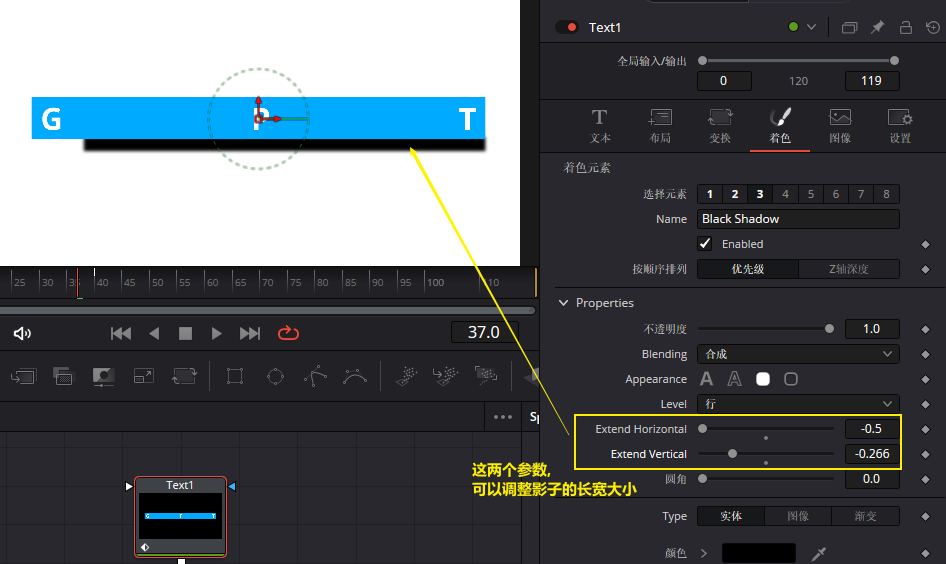 Text1
全局输入/输出
0
120
119
G
P
T
文本
布局
变换
着色
图像
设置
着色元素
选择元素 1 2 3 4 5 6 7 8
Name Black Shadow
Enabled
按顺序排列 优先级 Z轴深度
25 30 35 40 45 50 55 60 65 70 75 80 85 90 95 100 110
Properties
37.0
不透明度 1.0
Blending 合成
Appearance
Level 行
Extend Horizontal -0.5
Extend Vertical -0.266
圆角 0.0
这两个参数,
可以调整影子的长宽大小
Text1
G P T
Type 实体 图像 渐变
颜色